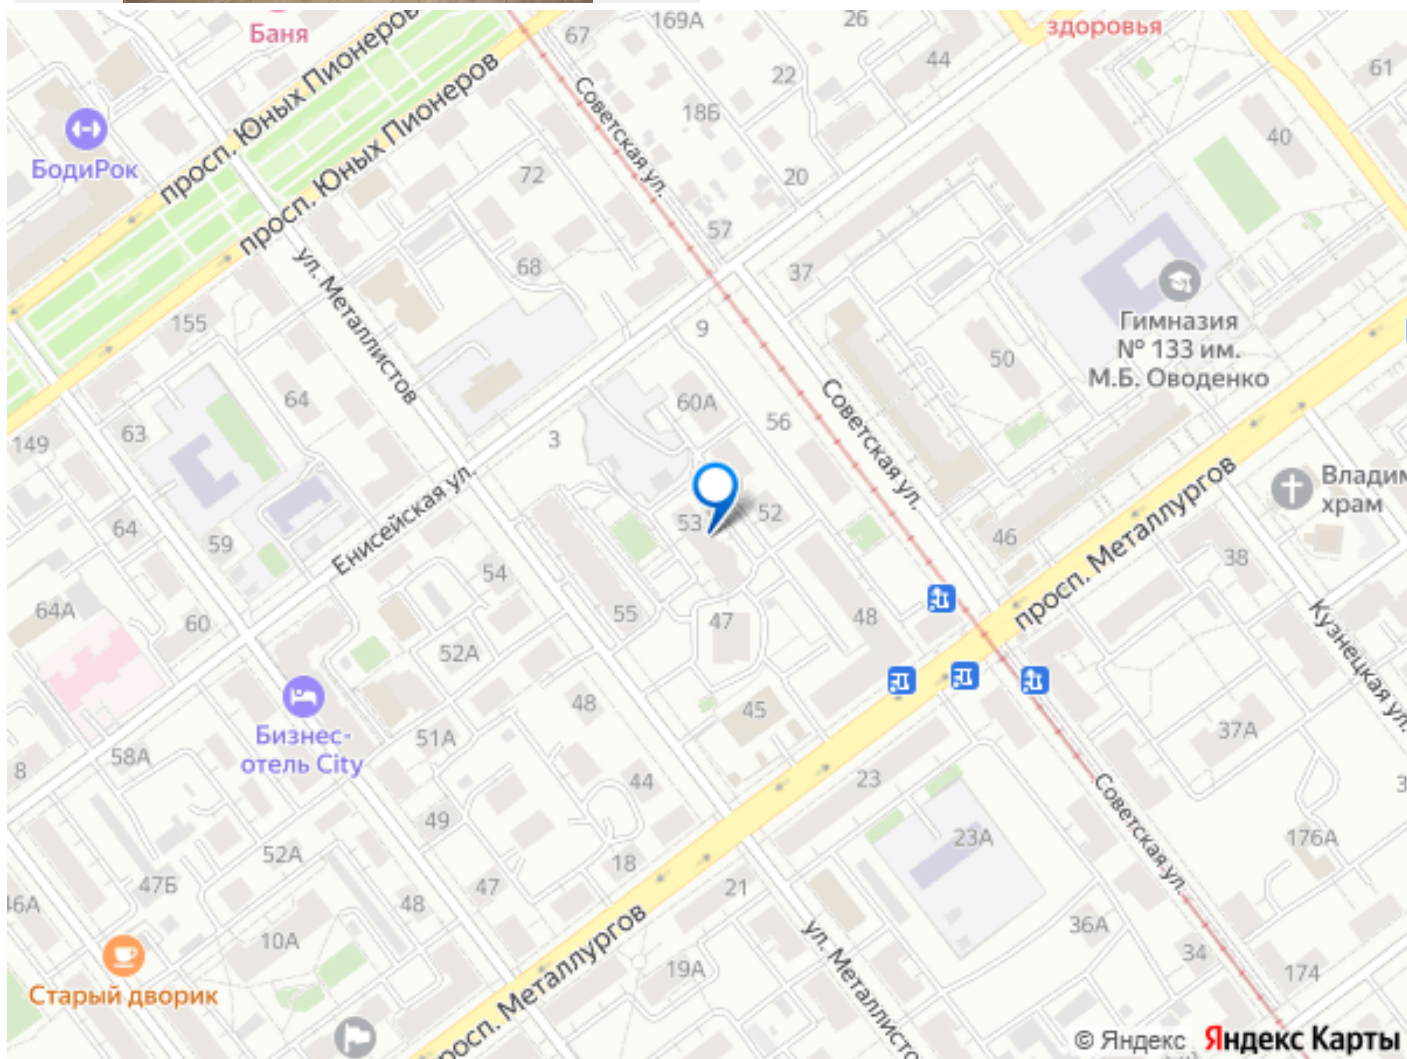 Баня
169А
26
здоровья
67
44
61
22
18Б
40
просп. Юных Пионеров
просп. Юных Пионеров
БодиРок
Советская ул.
72
20
57
ул. Металлистов
68
37
9
155
Гимназия
№ 133 им.
М.Б. Оводенко
50
64
60А
56
Советская ул.
63
149
3
Енисейская ул.
просп. Металлургов
Владим
храм
64
59
53
52
46
38
54
64А
60
55
47
48
52А
Кузнецкая ул.
48
45
37А
Бизнес-
отель City
51А
58А
8
44
23
3
Советская ул.
49
23А
176А
52А
18
47Б
47
21
46А
48
10А
36А
34
Старый дворик
19А
174
ул. Металлисто
росп. Металлургов
© Яндекс Яндекс Карты